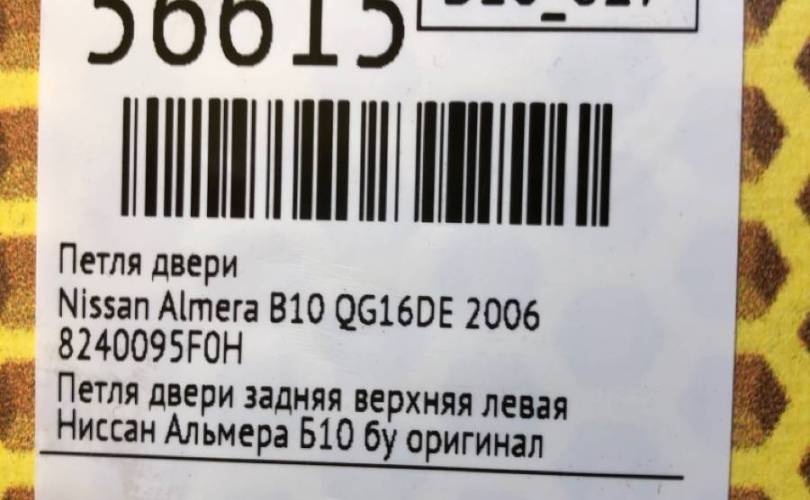 56615
Петля двери
Nissan Almera B10 QG16DE 2006
8240095F0H
Петля двери задняя верхняя левая
Ниссан Альмера Б10 бу оригинал